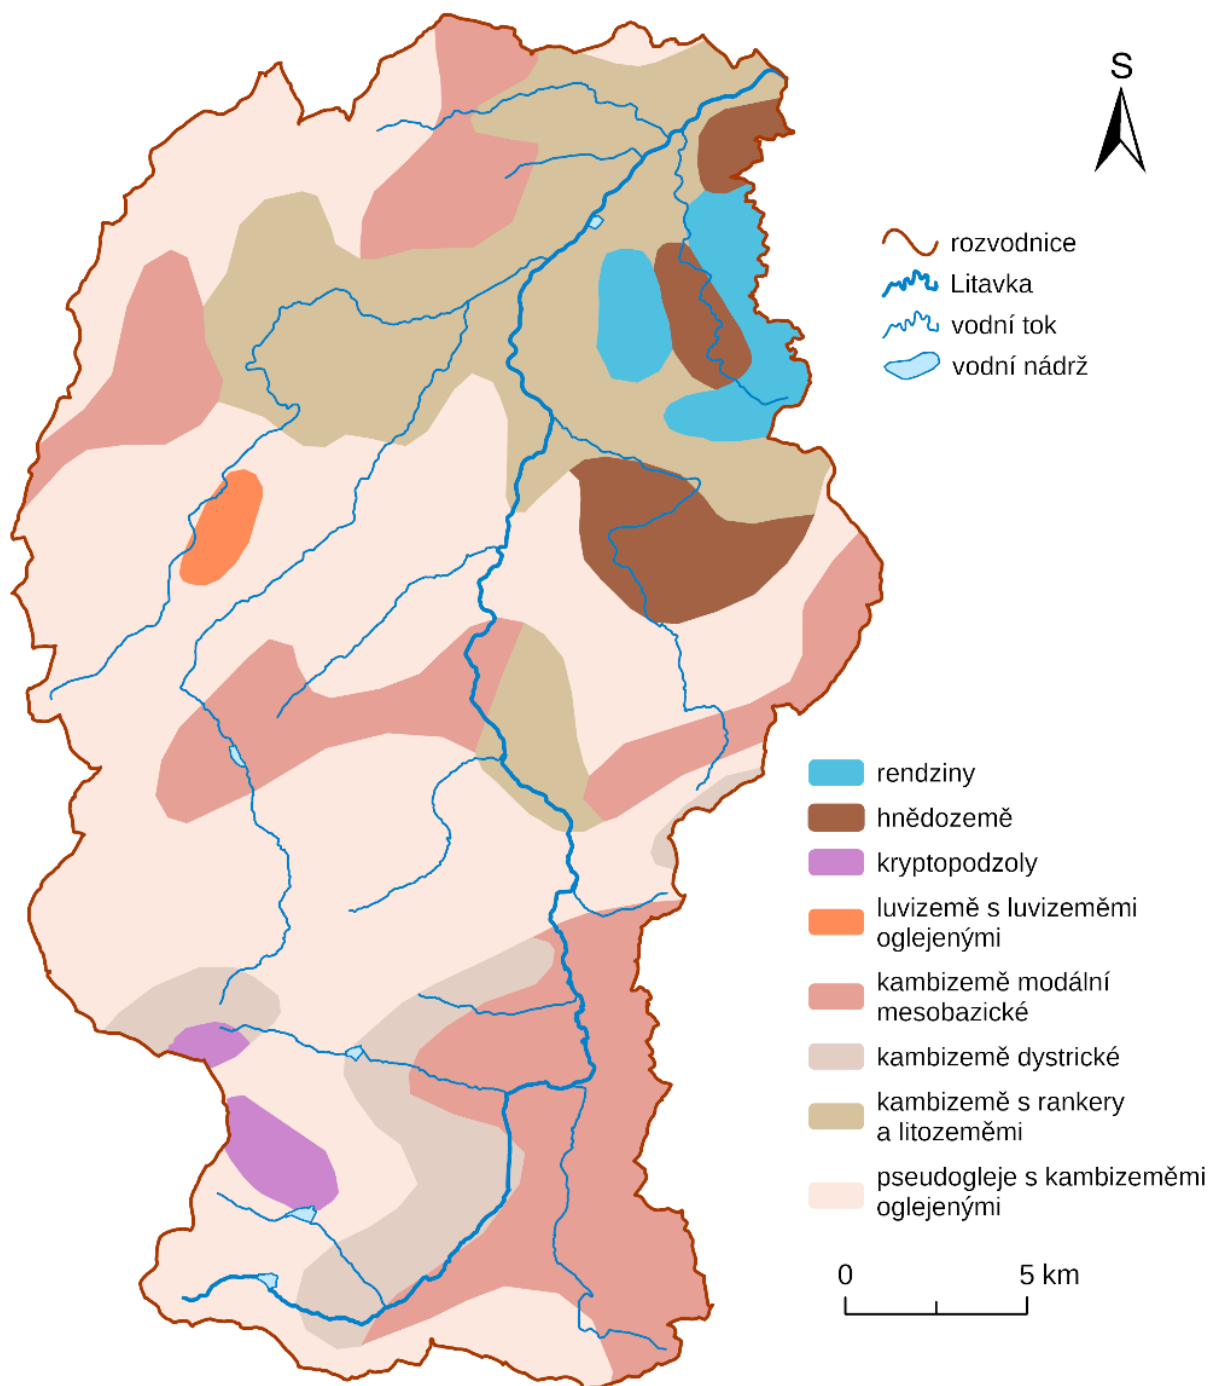 S
rozvodnice
Litavka
vodní tok
vodní nádrž
rendziny
hnědozemě
kryptopodzoly
luvizemě s luvizeměmi
oglejenými
kambizemě modální
mesobazické
kambizemě dystrické
kambizemě s rankery
a litozeměmi
pseudogleje s kambizeměmi
oglejenými
0 5 km